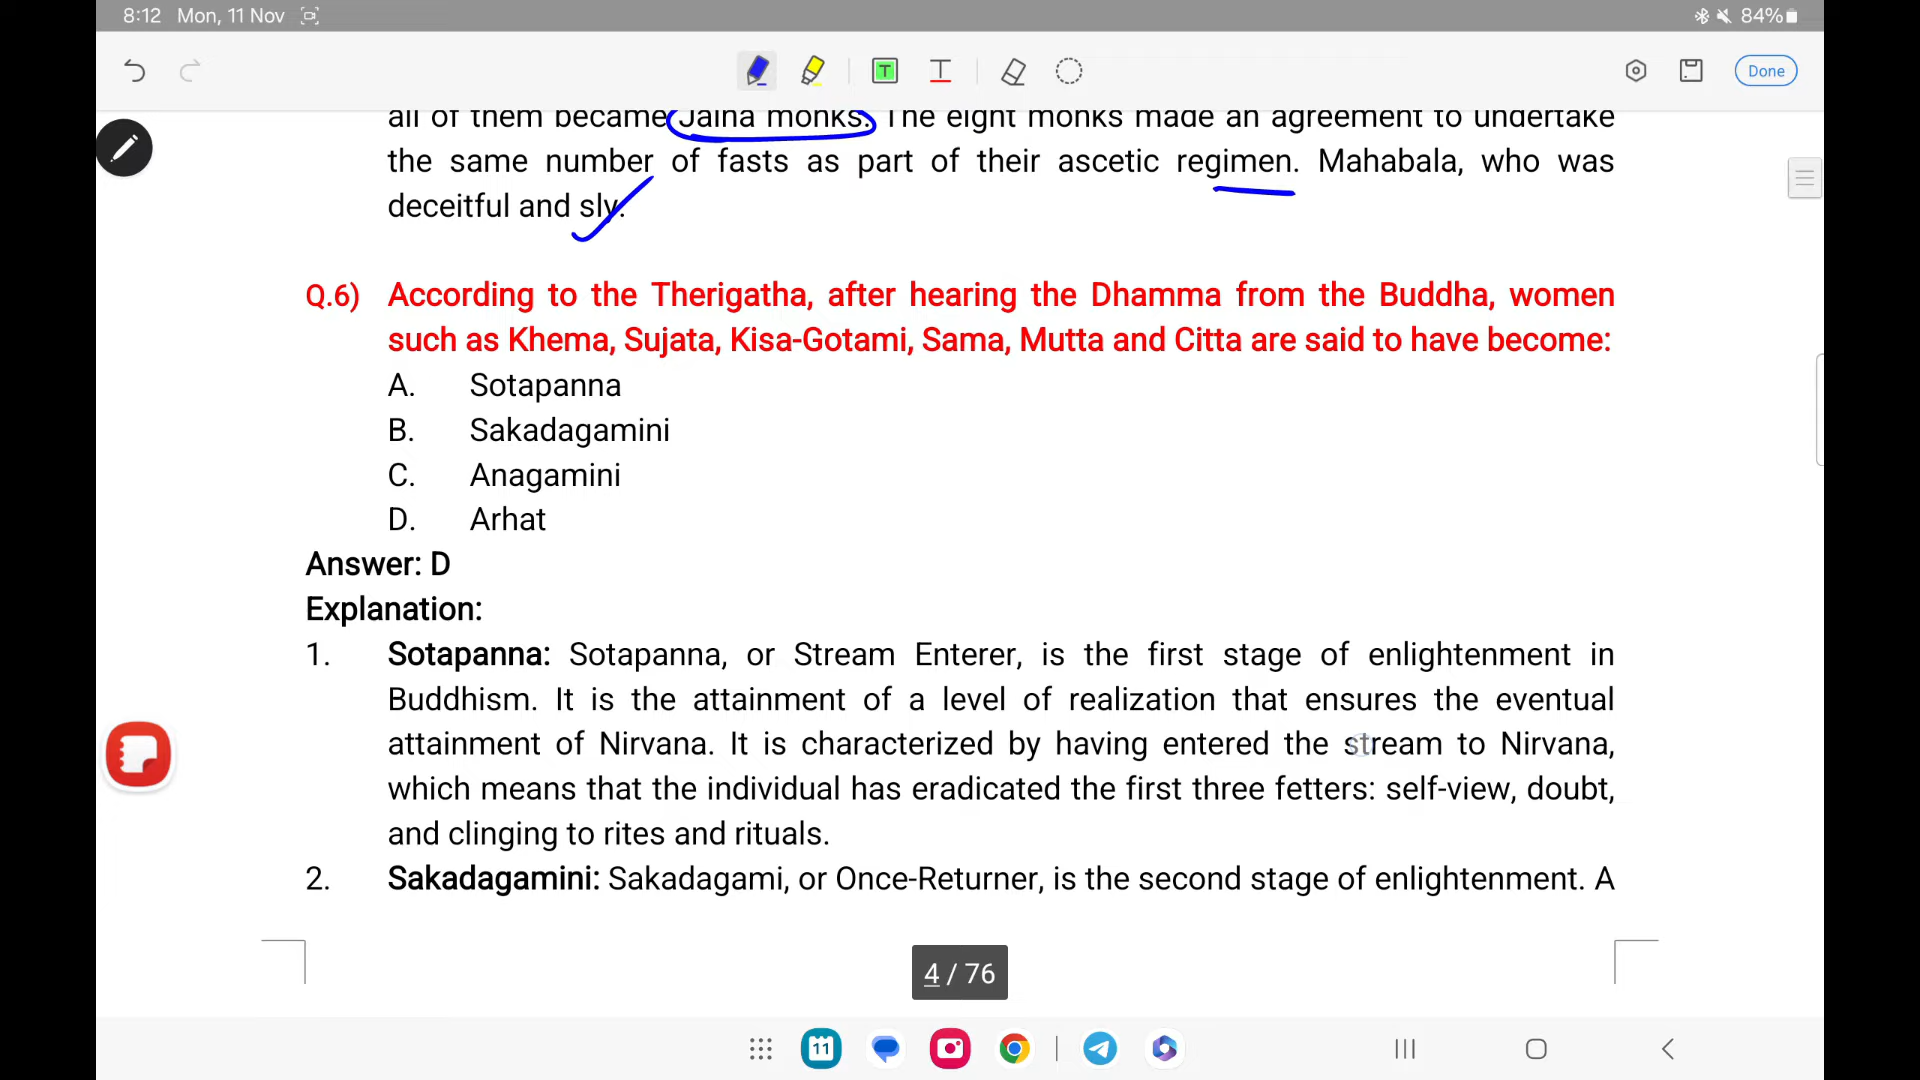 8:12 Mon, 11 Nov
84%
T T
Done
all of them became Jaina monks. The eight monks made an agreement to undertake
the same number of fasts as part of their ascetic regimen. Mahabala, who was
deceitful and sly.
Q.6) According to the Therigatha, after hearing the Dhamma from the Buddha, women
such as Khema, Sujata, Kisa-Gotami, Sama, Mutta and Citta are said to have become:
A. Sotapanna
B. Sakadagamini
C. Anagamini
D. Arhat
Answer: D
Explanation:
1. Sotapanna: Sotapanna, or Stream Enterer, is the first stage of enlightenment in
Buddhism. It is the attainment of a level of realization that ensures the eventual
attainment of Nirvana. It is characterized by having entered the stream to Nirvana,
which means that the individual has eradicated the first three fetters: self-view, doubt,
and clinging to rites and rituals.
2. Sakadagamini: Sakadagami, or Once-Returner, is the second stage of enlightenment. A
4 / 76
11